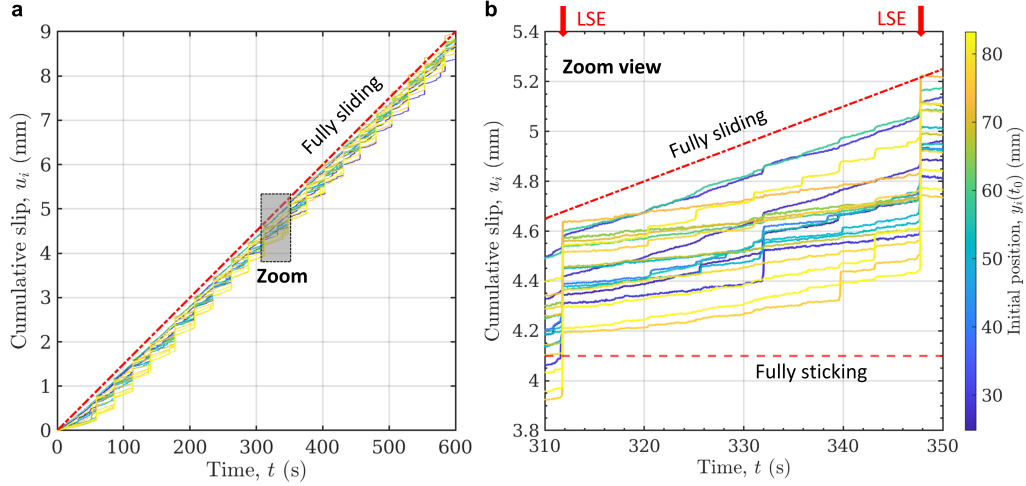 a
Cumulative slip, u_i (mm)
9
8
7
6
5
4
3
2
1
0
Fully sliding
Zoom
0 100 200 300 400 500 600
Time, t (s)
b
LSE LSE
Cumulative slip, u_i (mm)
5.4
5.2
5
4.8
4.6
4.4
4.2
4
3.8
Zoom view
Fully sliding
Fully sticking
310 320 330 340 350
Time, t (s)
80
70
60
50
40
30
Initial position, y_i(t_0) (mm)